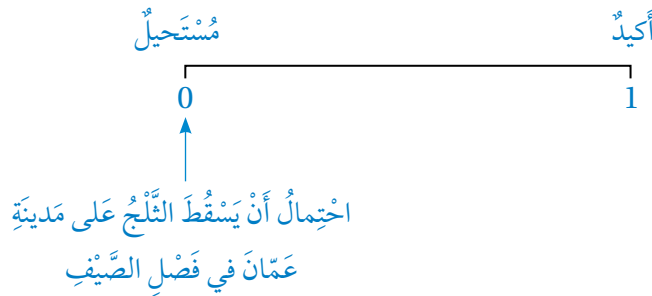 مُسْتَحيلٌ
أَكيدٌ
0
1
احْتِمالُ أَنْ يَسْقُطَ الثَّلْجُ عَلى مَدينَةِ
عَمّانَ في فَصْلِ الصَّيْفِ